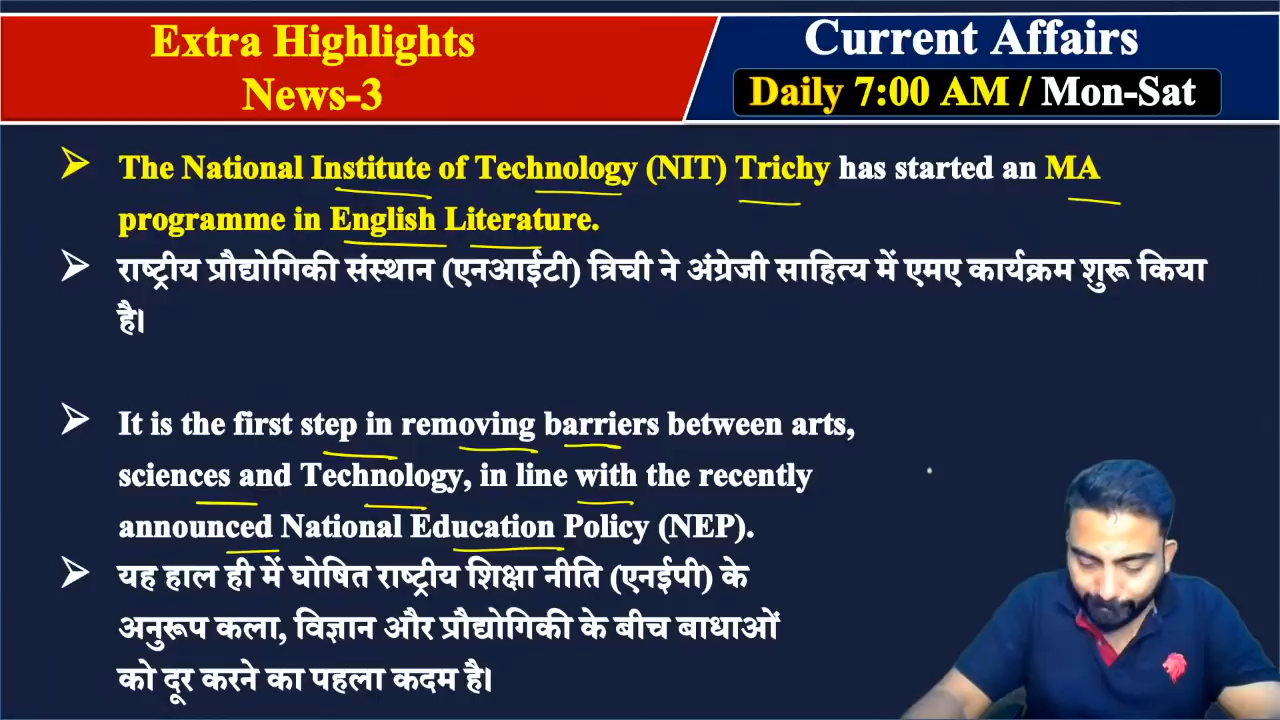 Extra Highlights
News-3
Current Affairs
Daily 7:00 AM / Mon-Sat
The National Institute of Technology (NIT) Trichy has started an MA
programme in English Literature.
राष्ट्रीय प्रौद्योगिकी संस्थान (एनआईटी) त्रिची ने अंग्रेजी साहित्य में एमए कार्यक्रम शुरू किया
है।
It is the first step in removing barriers between arts,
sciences and Technology, in line with the recently
announced National Education Policy (NEP).
यह हाल ही में घोषित राष्ट्रीय शिक्षा नीति (एनईपी) के
अनुरूप कला, विज्ञान और प्रौद्योगिकी के बीच बाधाओं
को दूर करने का पहला कदम है।